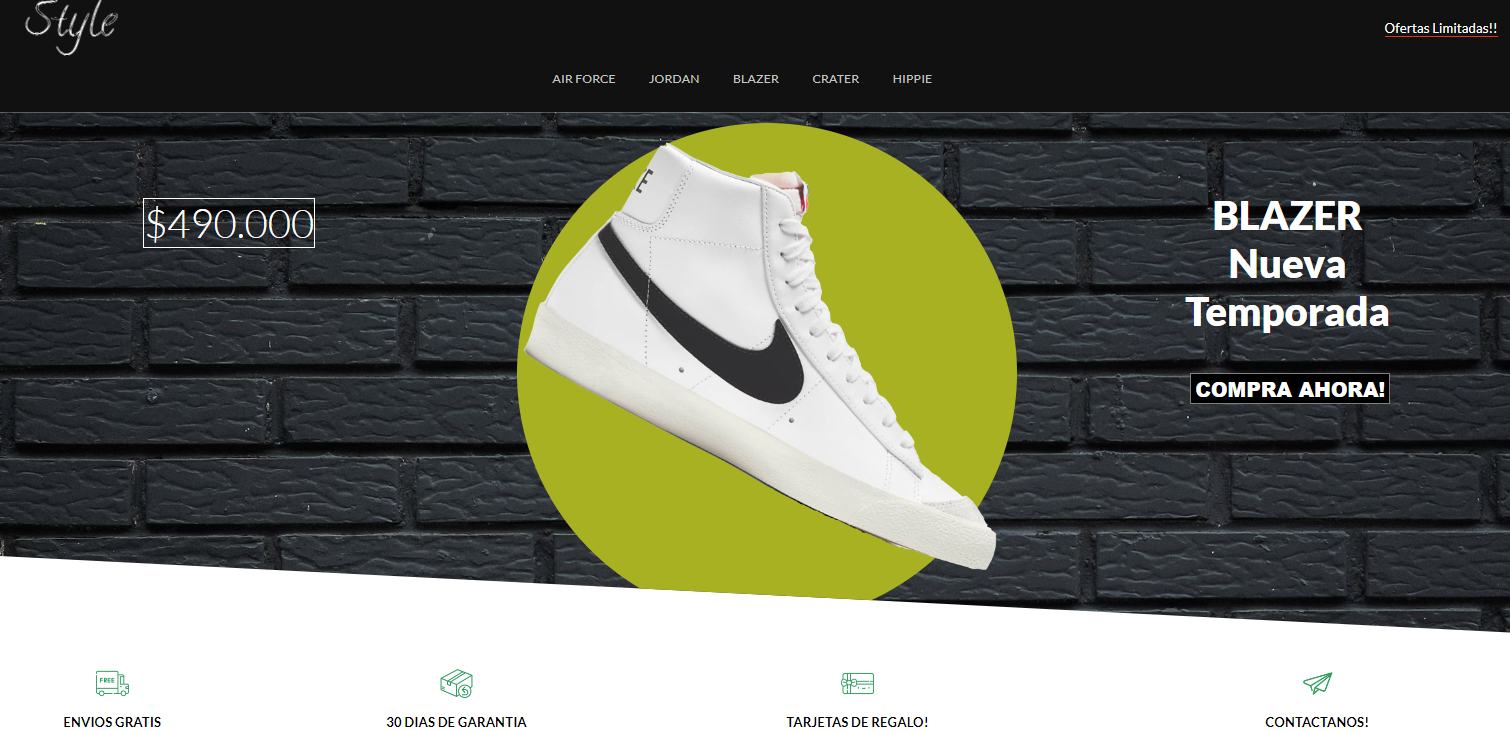 Style
Ofertas Limitadas!!
AIR FORCE JORDAN BLAZER CRATER HIPPIE
$490.000
BLAZER
Nueva
Temporada
COMPRA AHORA!
FREE
ENVIOS GRATIS
30 DIAS DE GARANTIA
TARJETAS DE REGALO!
CONTACTANOS!